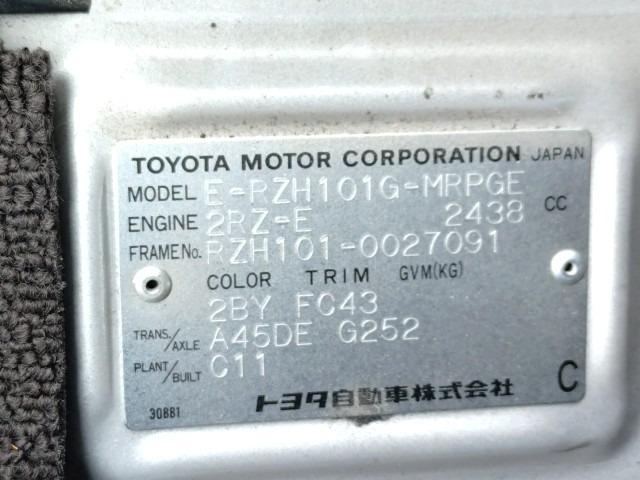 TOYOTA MOTOR CORPORATION JAPAN
MODEL E-RZH101G-MRPGE
ENGINE 2RZ-E 2438 CC
FRAME No. RZH101-0027091
COLOR TRIM GVM(KG)
2BY FC43
TRANS./AXLE A45DE G252
PLANT/BUILT C11
30881 トヨタ自動車株式会社 C